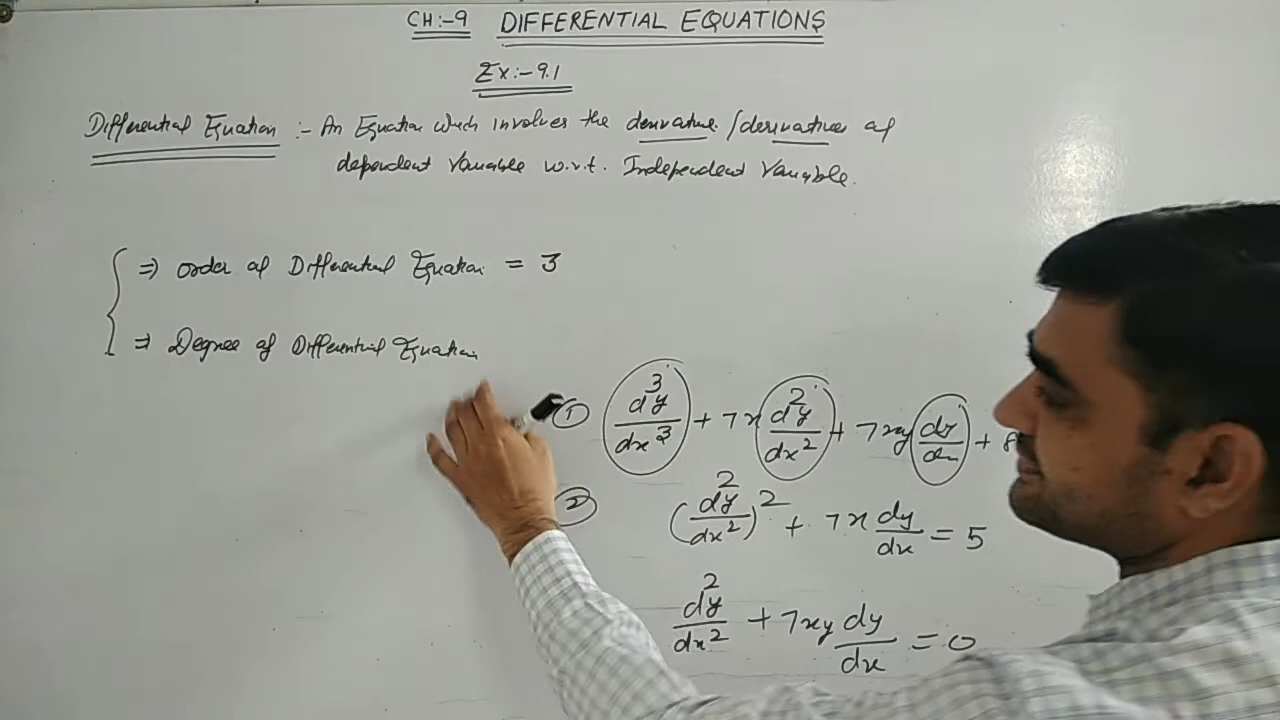 CH:-9 DIFFERENTIAL EQUATIONS
Ex:-9.1
Differential Equation :- An Equation which involves the derivative /derivatives of
dependent Variable w.r.t. Independent Variable.
⇒ order of Differential Equation = 3
⇒ Degree of Differential Equation
① d³y/dx³ + 7x d²y/dx² + 7xy dy/dx + 8
② (d²y/dx²)² + 7x dy/dx = 5
d²y/dx² + 7xy dy/dx = 0